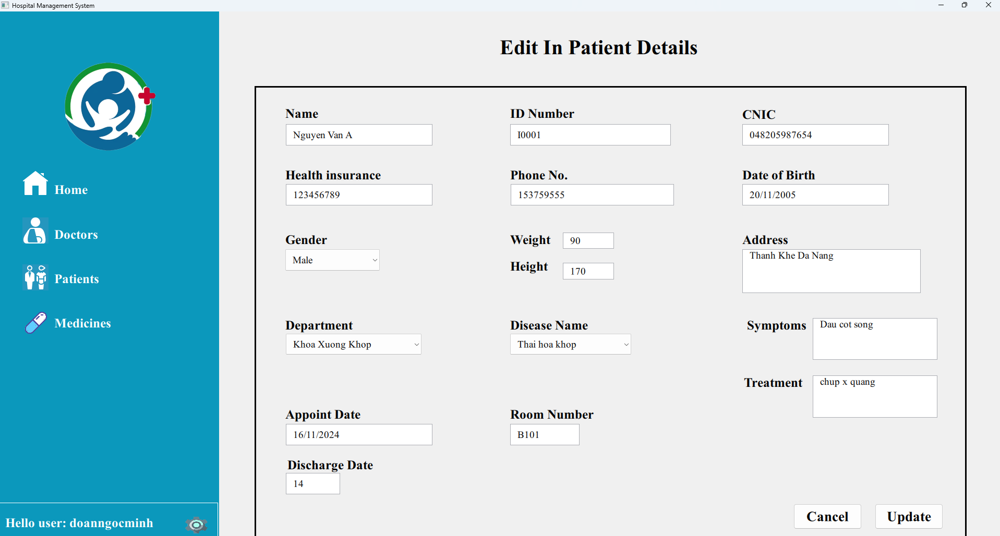 Hospital Management System
Home
Doctors
Patients
Medicines
Hello user: doanngocminh
Edit In Patient Details
Name
Nguyen Van A
ID Number
I0001
CNIC
048205987654
Health insurance
123456789
Phone No.
153759555
Date of Birth
20/11/2005
Gender
Male
Weight
90
Height
170
Address
Thanh Khe Da Nang
Department
Khoa Xuong Khop
Disease Name
Thai hoa khop
Symptoms
Dau cot song
Treatment
chup x quang
Appoint Date
16/11/2024
Room Number
B101
Discharge Date
14
Cancel
Update